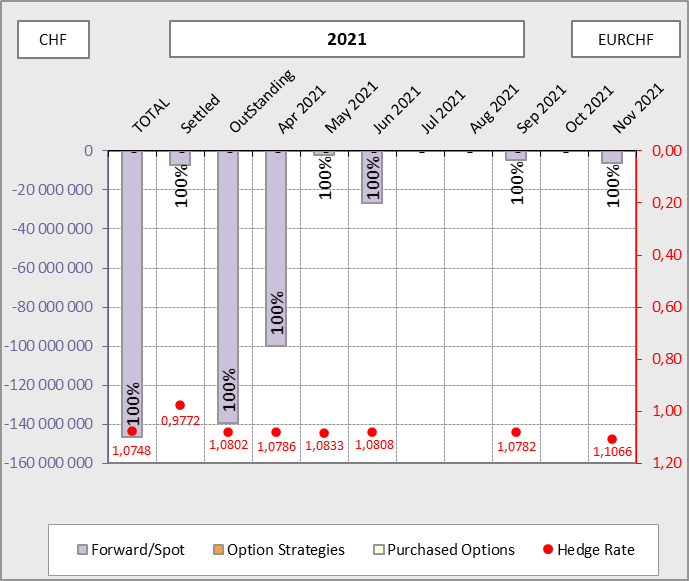 CHF
2021
EURCHF
TOTAL
Settled
OutStanding
Apr 2021
May 2021
Jun 2021
Jul 2021
Aug 2021
Sep 2021
Oct 2021
Nov 2021
0
-20 000 000
-40 000 000
-60 000 000
-80 000 000
-100 000 000
-120 000 000
-140 000 000
-160 000 000
100%
100%
100%
100%
100%
100%
100%
100%
1,0748
0,9772
1,0802
1,0786
1,0833
1,0808
1,0782
1,1066
0,00
0,20
0,40
0,60
0,80
1,00
1,20
Forward/Spot
Option Strategies
Purchased Options
Hedge Rate